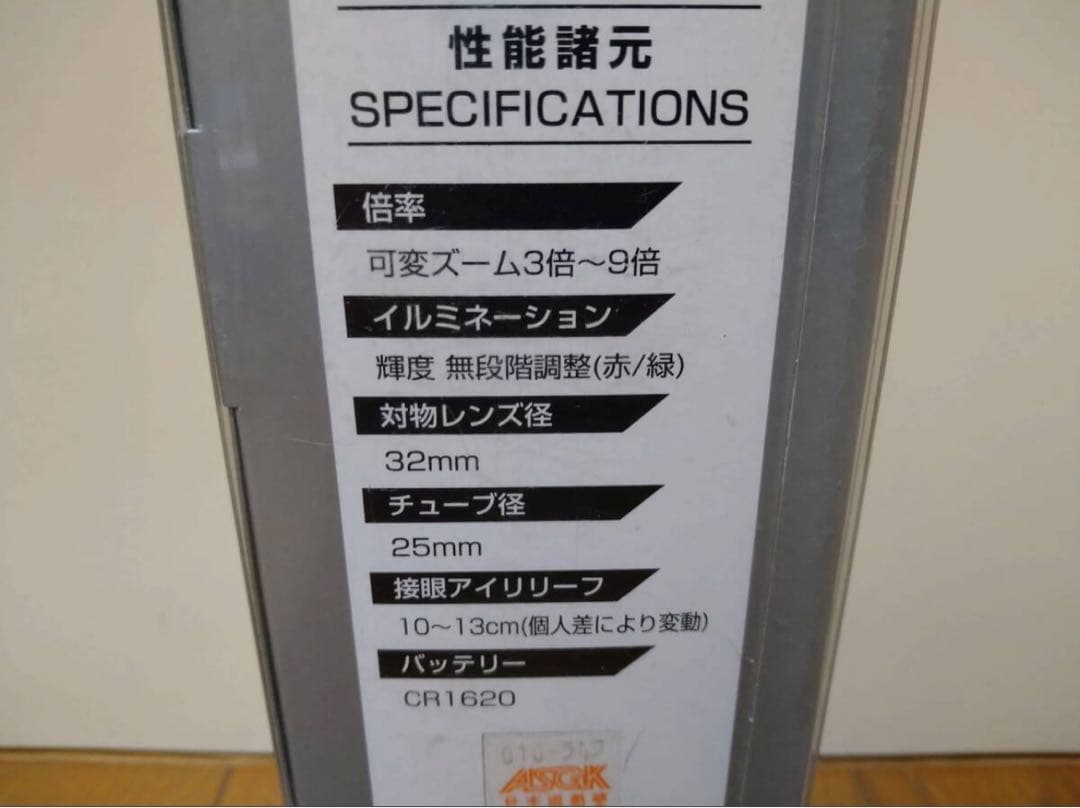 性能諸元
SPECIFICATIONS
倍率
可変ズーム3倍〜9倍
イルミネーション
輝度 無段階調整(赤/緑)
対物レンズ径
32mm
チューブ径
25mm
接眼アイリリーフ
10〜13cm(個人差により変動)
バッテリー
CR1620
ASGK